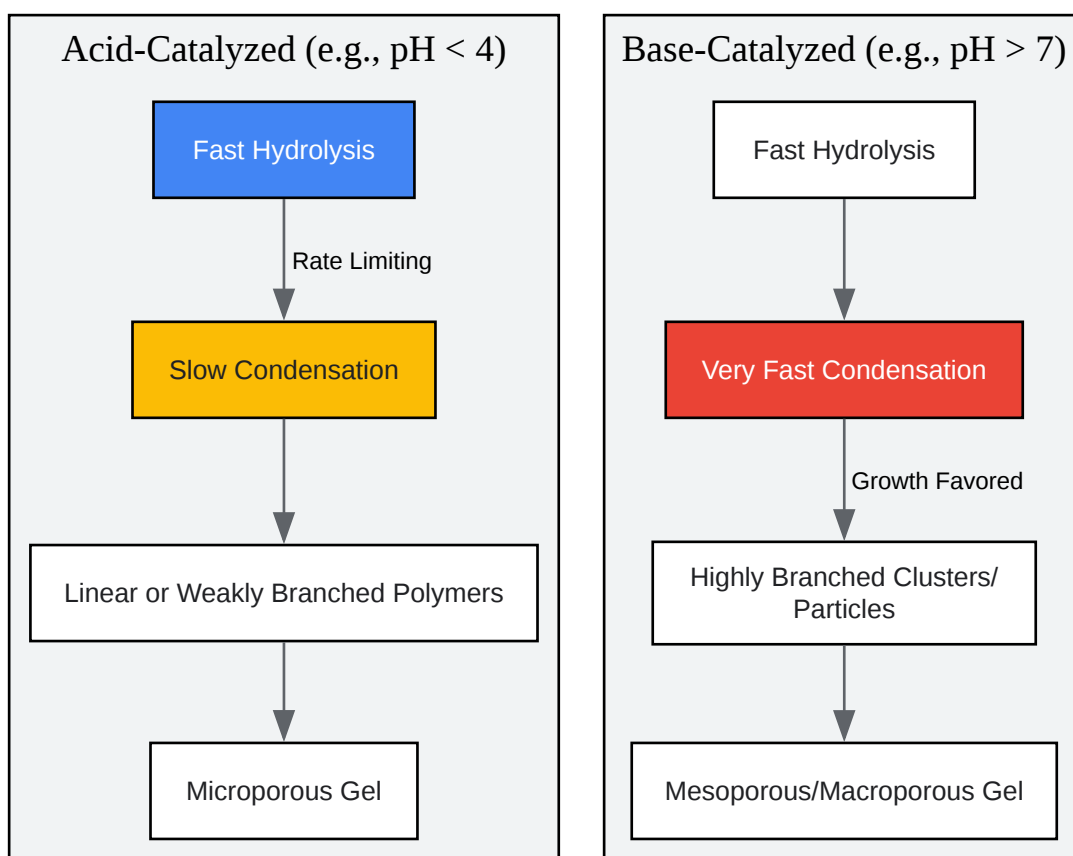 Acid-Catalyzed (e.g., pH < 4)
Fast Hydrolysis
Rate Limiting
Slow Condensation
Linear or Weakly Branched Polymers
Microporous Gel
Base-Catalyzed (e.g., pH > 7)
Fast Hydrolysis
Very Fast Condensation
Growth Favored
Highly Branched Clusters/
Particles
Mesoporous/Macroporous Gel